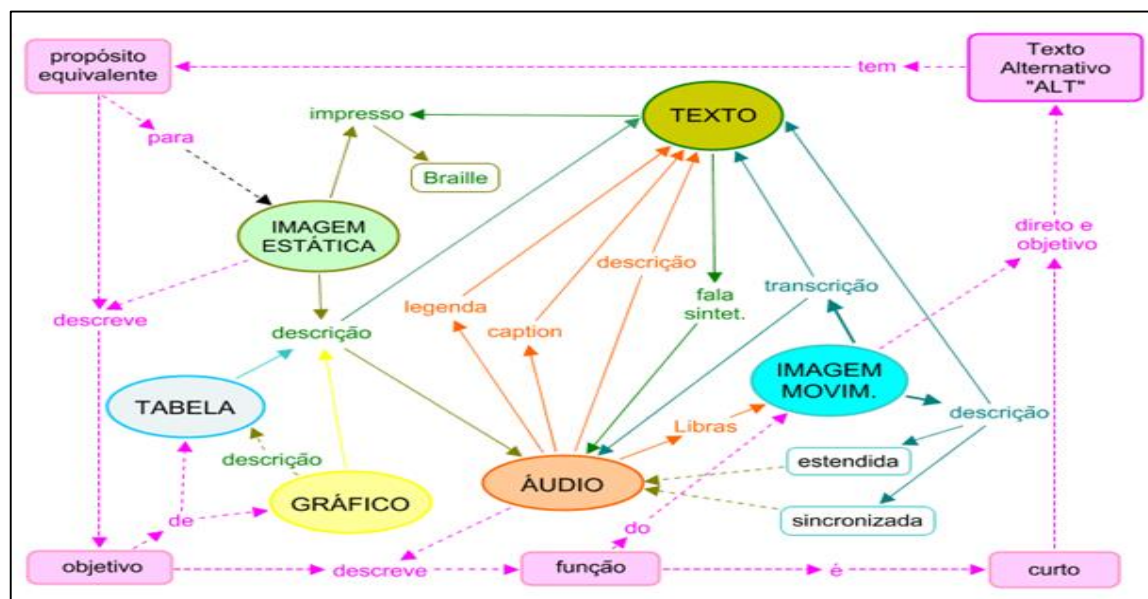 propósito
equivalente
tem
Texto
Alternativo
"ALT"
impresso
TEXTO
para
Braille
IMAGEM
ESTÁTICA
direto e
objetivo
descrição
fala
sintet.
transcrição
legenda
descreve
descrição
caption
IMAGEM
MOVIM.
TABELA
descrição
Libras
descrição
estendida
GRÁFICO
ÁUDIO
de
do
sincronizada
objetivo
descreve
função
é
curto